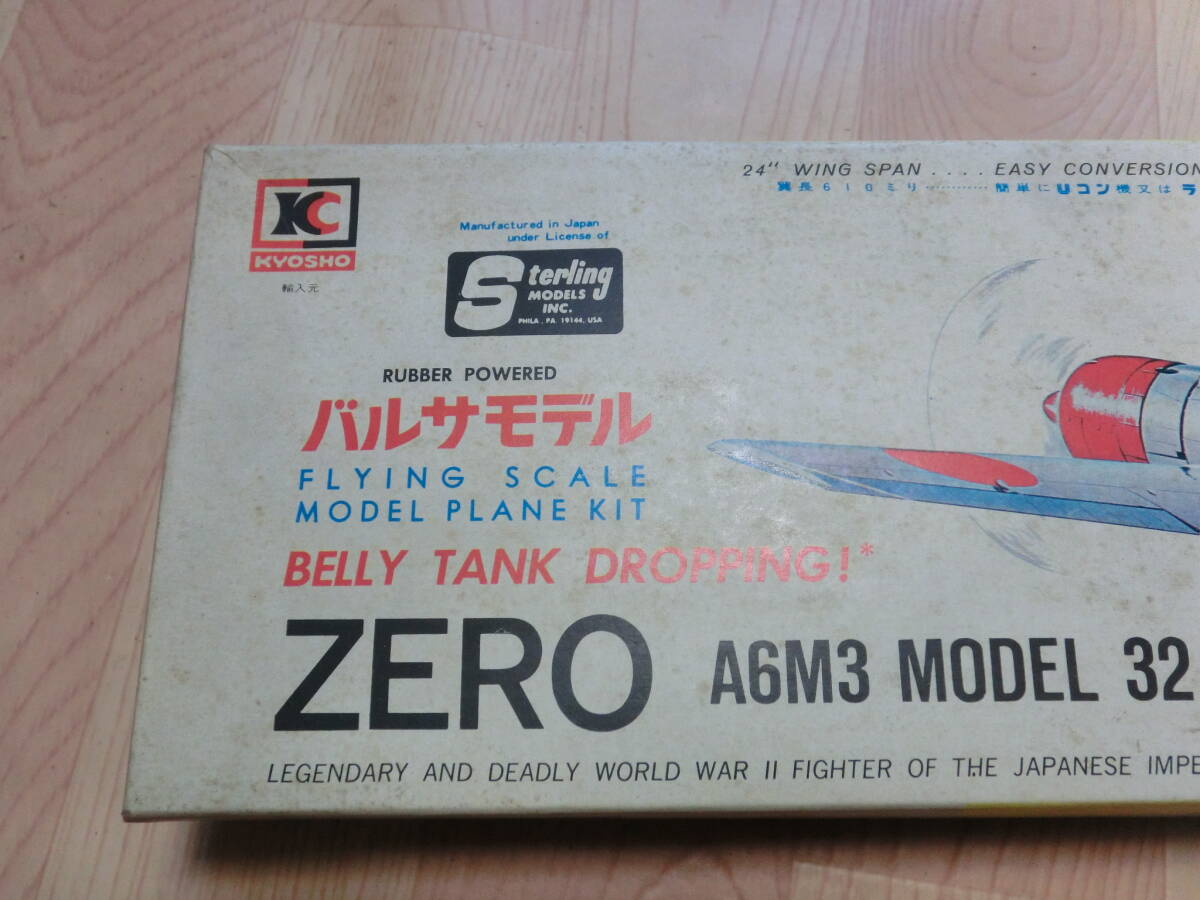 24" WING SPAN .... EASY CONVERSION
翼長610ミリ………… 簡単にUコン機又はラ
KC
KYOSHO
輸入元
Manufactured in Japan
under License of
Sterling
MODELS
INC.
PHILA., PA. 19144, USA
RUBBER POWERED
バルサモデル
FLYING SCALE
MODEL PLANE KIT
BELLY TANK DROPPING!*
ZERO A6M3 MODEL 32
LEGENDARY AND DEADLY WORLD WAR II FIGHTER OF THE JAPANESE IMPE